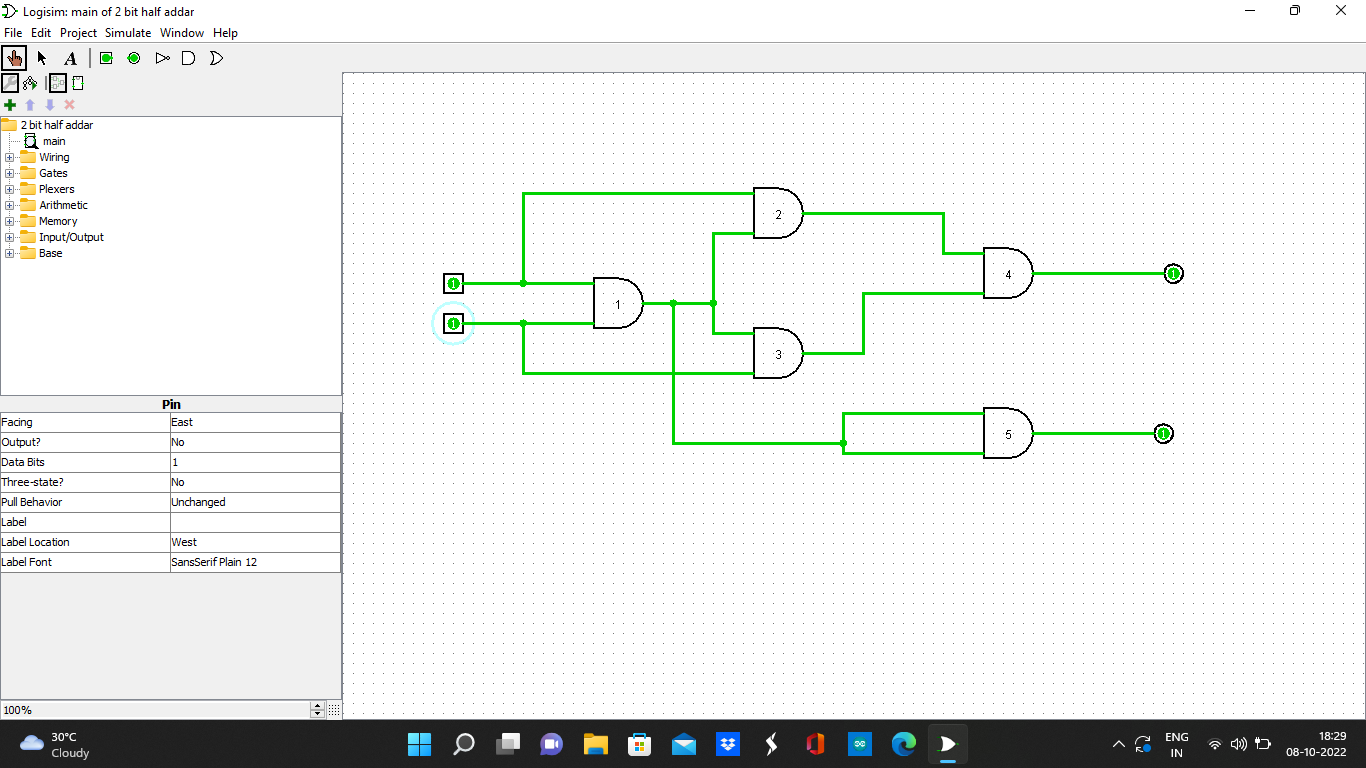 Logisim: main of 2 bit half addar
File Edit Project Simulate Window Help
A
2 bit half addar
main
Wiring
Gates
Plexers
Arithmetic
Memory
Input/Output
Base
Pin
Facing East
Output? No
Data Bits 1
Three-state? No
Pull Behavior Unchanged
Label
Label Location West
Label Font SansSerif Plain 12
100%
2
1
1
4
1
1
3
5
1
30°C
Cloudy
ENG
IN
18:29
08-10-2022